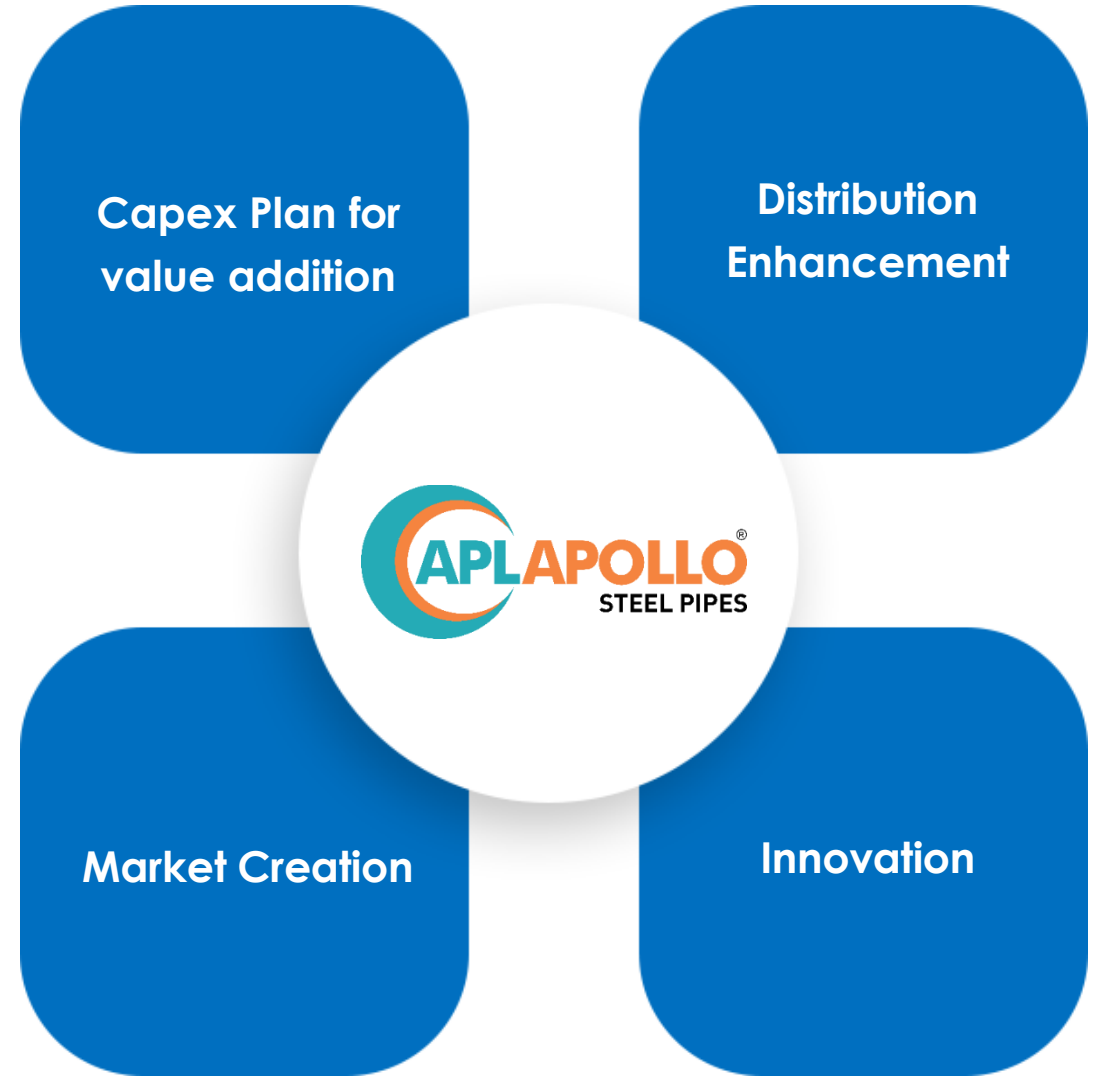 Capex Plan for
value addition
Distribution
Enhancement
APLAPOLLO®
STEEL PIPES
Market Creation
Innovation